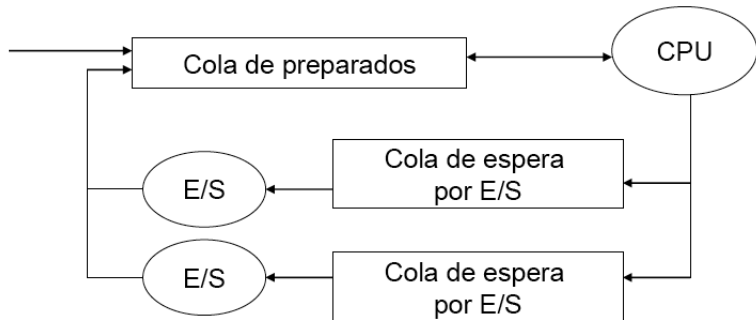 CPU
Cola de preparados
Cola de espera
por E/S
E/S
Cola de espera
por E/S
E/S